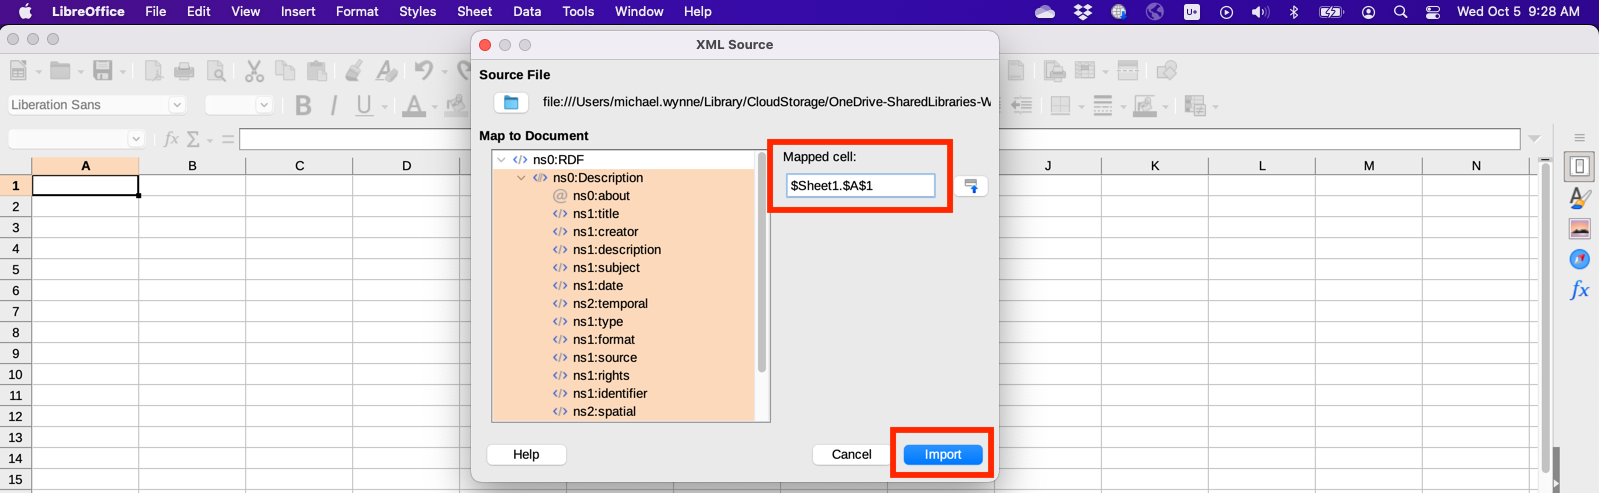 LibreOffice File Edit View Insert Format Styles Sheet Data Tools Window Help U+ Wed Oct 5 9:28 AM
XML Source
Source File
file:///Users/michael.wynne/Library/CloudStorage/OneDrive-SharedLibraries-W
Liberation Sans B I U A
Map to Document
fx Σ =
A B C D J K L M N
</> ns0:RDF
Mapped cell:
</> ns0:Description
$Sheet1.$A$1
@ ns0:about
</> ns1:title
</> ns1:creator
</> ns1:description
</> ns1:subject
</> ns1:date
</> ns2:temporal
</> ns1:type
</> ns1:format
</> ns1:source
</> ns1:rights
</> ns1:identifier
</> ns2:spatial
1
2
3
4
5
6
7
8
9
10
11
12
13
14
15
Help Cancel Import
fx